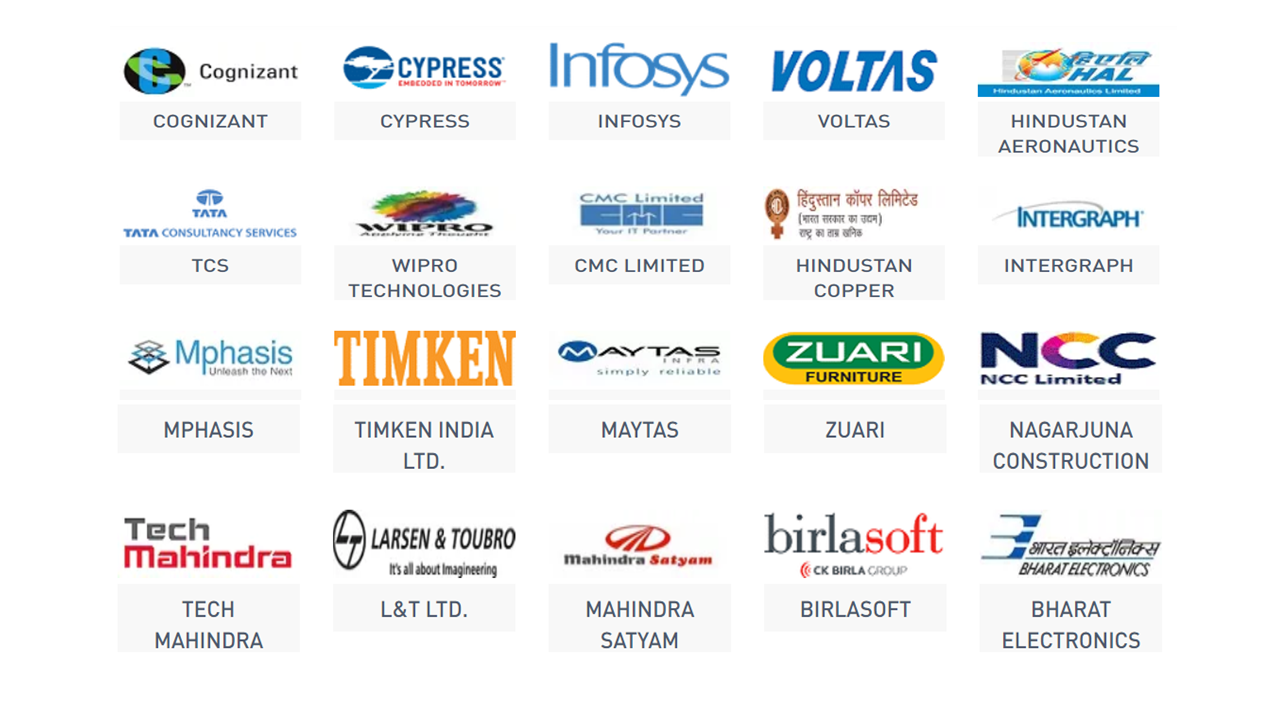 Cognizant
CYPRESS
EMBEDDED IN TOMORROW™
Infosys
VOLTAS
हिएएलि
HAL
Hindustan Aeronautics Limited
COGNIZANT
CYPRESS
INFOSYS
VOLTAS
HINDUSTAN
AERONAUTICS
TATA
TATA CONSULTANCY SERVICES
WIPRO
Applying Thought
CMC Limited
Your IT Partner
हिंदुस्तान कॉपर लिमिटेड
(भारत सरकार का उद्यम)
राष्ट्र का ताम्र खनिक
INTERGRAPH
TCS
WIPRO
TECHNOLOGIES
CMC LIMITED
HINDUSTAN
COPPER
INTERGRAPH
Mphasis
Unleash the Next
TIMKEN
MAYTAS
INFRA
simply reliable
ZUARI
FURNITURE
NCC
NCC Limited
MPHASIS
TIMKEN INDIA
LTD.
MAYTAS
ZUARI
NAGARJUNA
CONSTRUCTION
Tech
Mahindra
LARSEN & TOUBRO
It's all about Imagineering
Mahindra Satyam
birlasoft
CK BIRLA GROUP
भारत इलेक्ट्रॉनिक्स
BHARAT ELECTRONICS
TECH
MAHINDRA
L&T LTD.
MAHINDRA
SATYAM
BIRLASOFT
BHARAT
ELECTRONICS